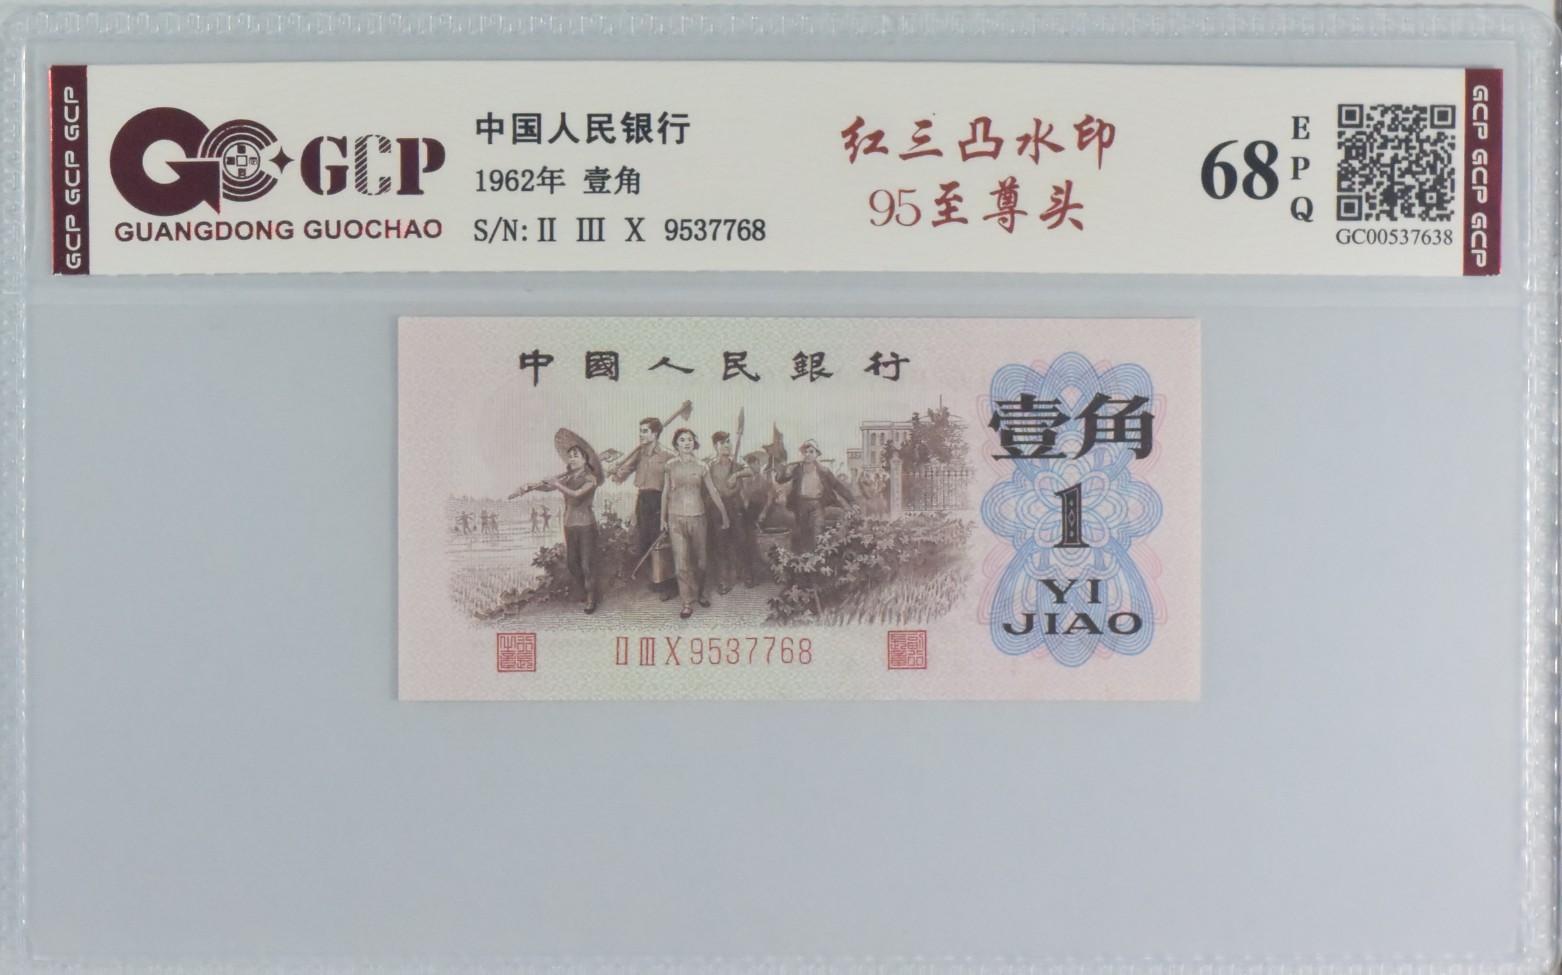 GCP GCP GCP
GCP
GUANGDONG GUOCHAO
中国人民银行
1962年 壹角
S/N: II III X 9537768
红三凸水印
95至尊头
68
E
P
Q
GC00537638
GCP GCP GCP
中國人民銀行
壹角
1
YI
JIAO
II III X 9537768